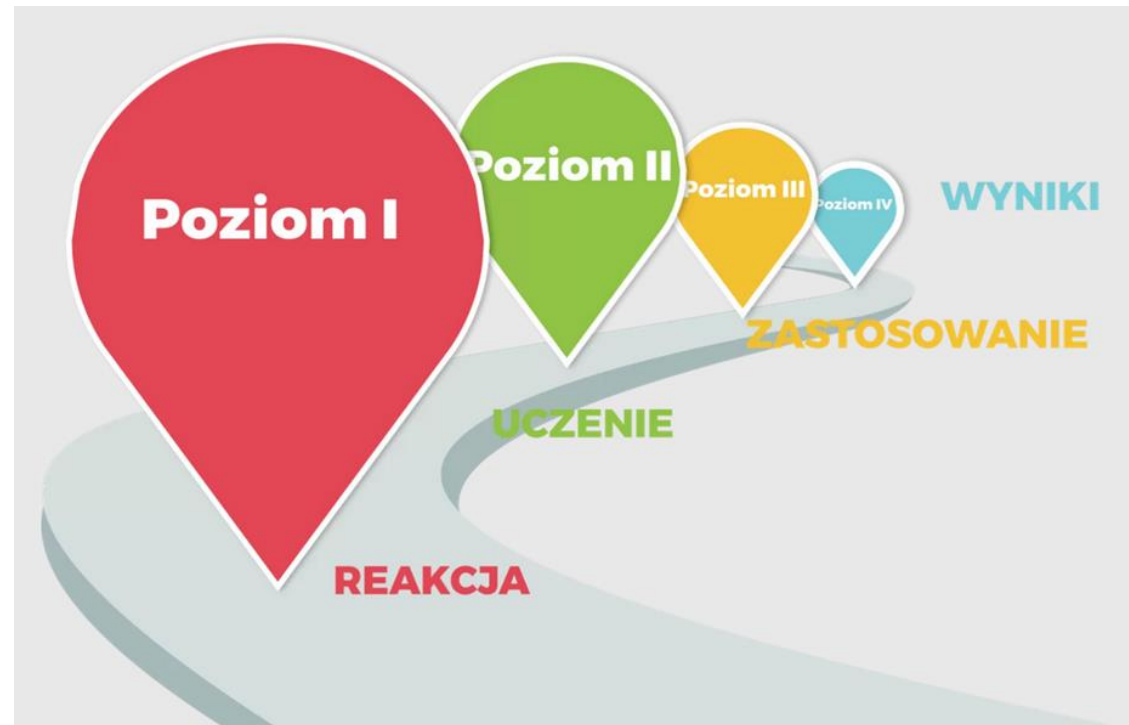 Poziom I
REAKCJA
Poziom II
UCZENIE
Poziom III
ZASTOSOWANIE
Poziom IV
WYNIKI